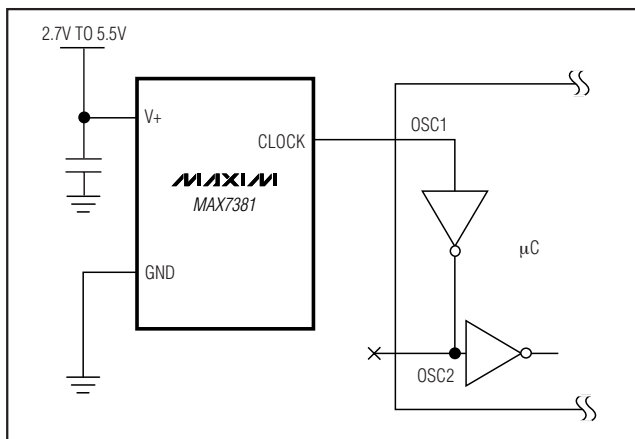 2.7V TO 5.5V
V+
CLOCK
OSC1
MAXIM
MAX7381
µC
GND
OSC2